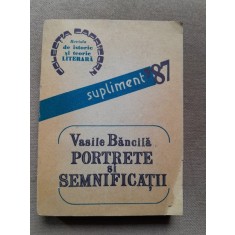 COLECȚIA CAPRICORN
Revista
de istorie
și teorie
LITERARĂ
supliment '87
Vasile Băncilă
PORTRETE
și
SEMNIFICAȚII